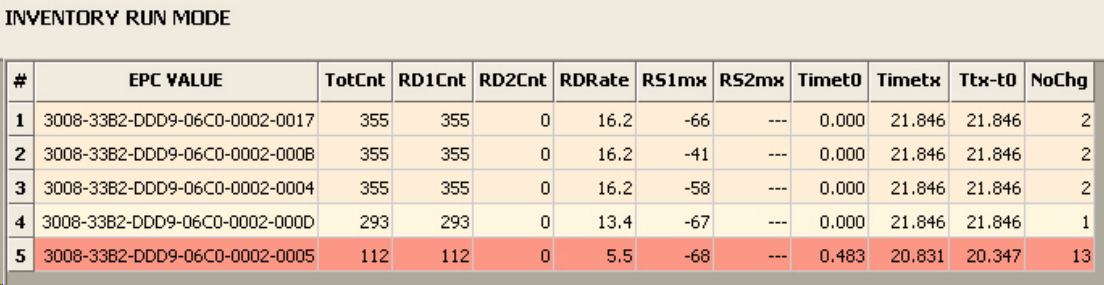 INVENTORY RUN MODE
# EPC VALUE TotCnt RD1Cnt RD2Cnt RDRate RS1mx RS2mx Timet0 Timetx Ttx-t0 NoChg
1 3008-33B2-DDD9-06C0-0002-0017 355 355 0 16.2 -66 --- 0.000 21.846 21.846 2
2 3008-33B2-DDD9-06C0-0002-000B 355 355 0 16.2 -41 --- 0.000 21.846 21.846 2
3 3008-33B2-DDD9-06C0-0002-0004 355 355 0 16.2 -58 --- 0.000 21.846 21.846 2
4 3008-33B2-DDD9-06C0-0002-000D 293 293 0 13.4 -67 --- 0.000 21.846 21.846 1
5 3008-33B2-DDD9-06C0-0002-0005 112 112 0 5.5 -68 --- 0.483 20.831 20.347 13